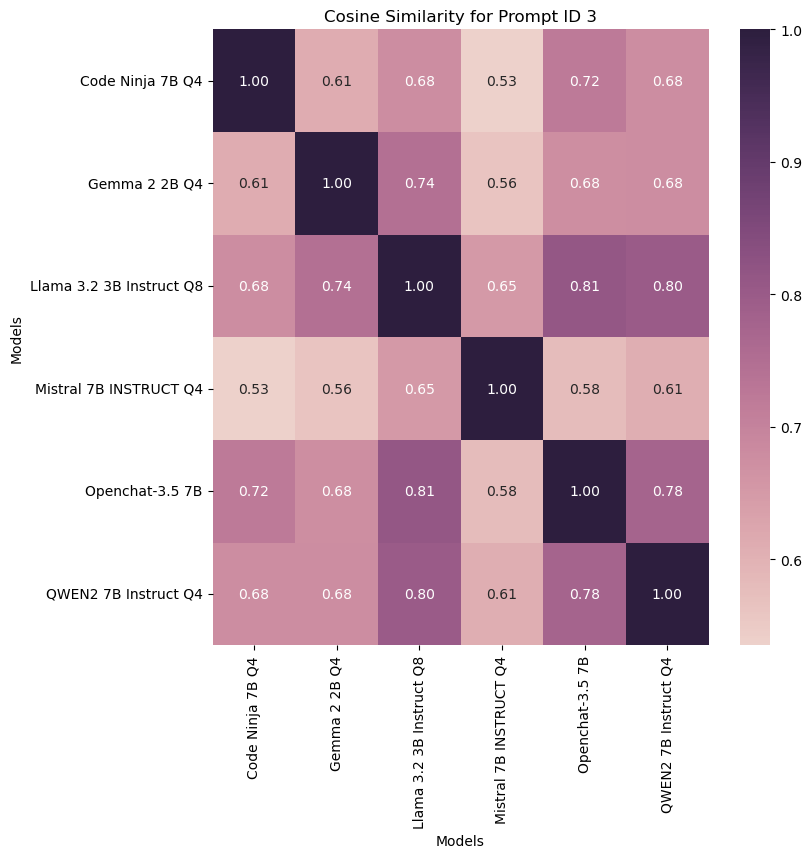 Cosine Similarity for Prompt ID 3
Code Ninja 7B Q4 1.00 0.61 0.68 0.53 0.72 0.68
Gemma 2 2B Q4 0.61 1.00 0.74 0.56 0.68 0.68
Llama 3.2 3B Instruct Q8 0.68 0.74 1.00 0.65 0.81 0.80
Mistral 7B INSTRUCT Q4 0.53 0.56 0.65 1.00 0.58 0.61
Openchat-3.5 7B 0.72 0.68 0.81 0.58 1.00 0.78
QWEN2 7B Instruct Q4 0.68 0.68 0.80 0.61 0.78 1.00
Models
Code Ninja 7B Q4
Gemma 2 2B Q4
Llama 3.2 3B Instruct Q8
Mistral 7B INSTRUCT Q4
Openchat-3.5 7B
QWEN2 7B Instruct Q4
Models
1.0
0.9
0.8
0.7
0.6